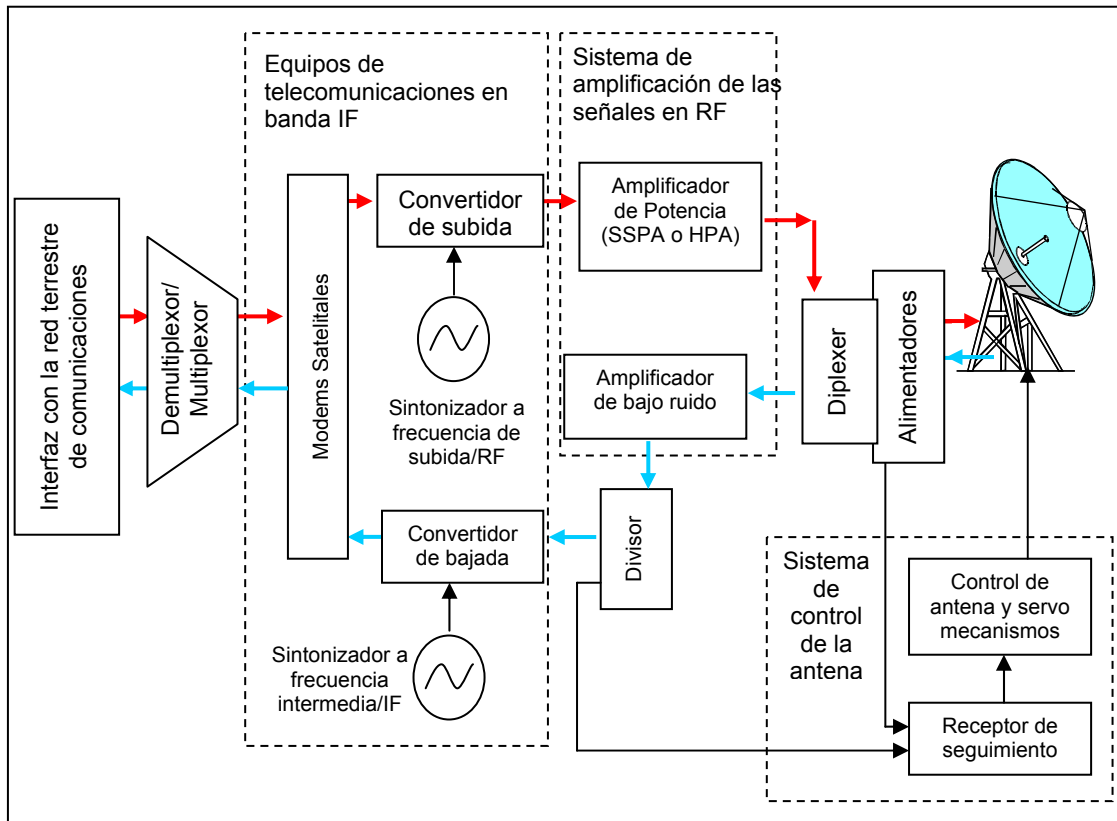 Equipos de
telecomunicaciones en
banda IF
Sistema de
amplificación de las
señales en RF
Interfaz con la red terrestre
de comunicaciones
Demultiplexor/
Multiplexor
Modems Satelitales
Convertidor
de subida
Sintonizador a
frecuencia de
subida/RF
Amplificador
de Potencia
(SSPA o HPA)
Amplificador
de bajo ruido
Diplexer
Alimentadores
Convertidor
de bajada
Sintonizador a
frecuencia
intermedia/IF
Divisor
Sistema
de
control
de la
antena
Control de
antena y servo
mecanismos
Receptor de
seguimiento